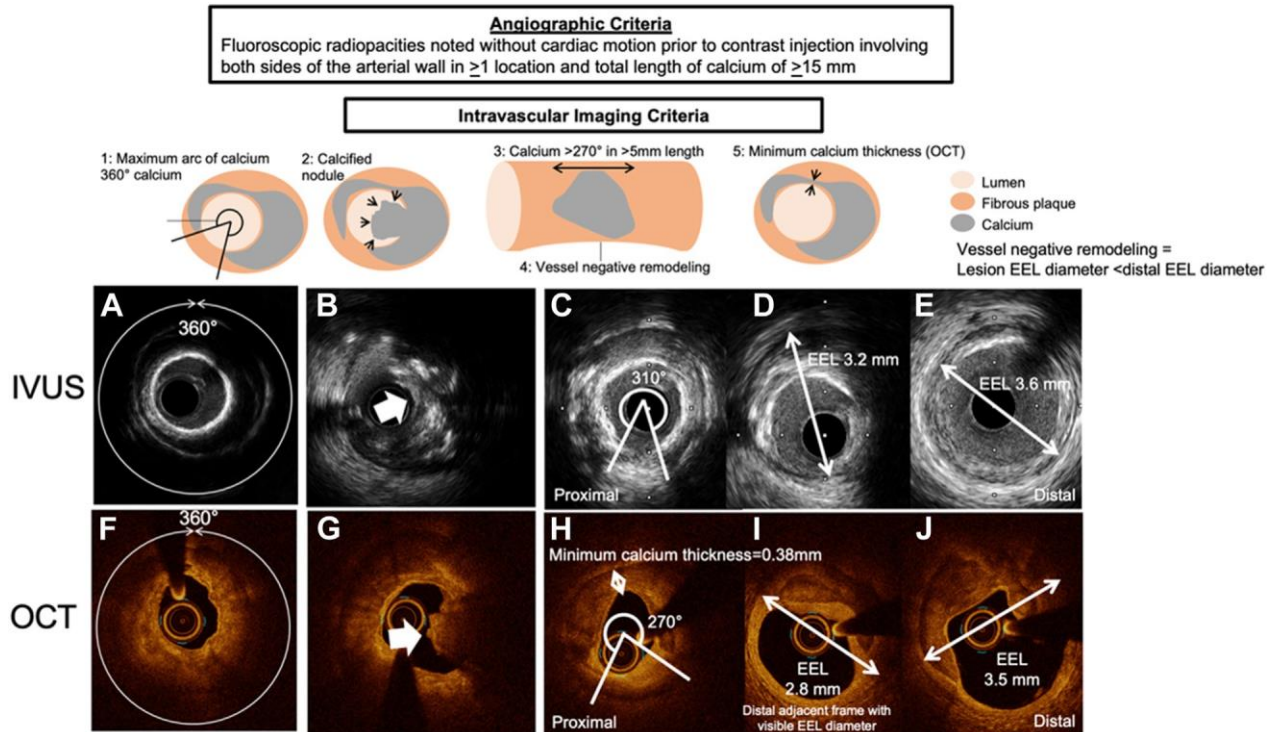 Angiographic Criteria
Fluoroscopic radiopacities noted without cardiac motion prior to contrast injection involving
both sides of the arterial wall in ≥1 location and total length of calcium of ≥15 mm
Intravascular Imaging Criteria
1: Maximum arc of calcium
360° calcium
2: Calcified
nodule
3: Calcium >270° in >5mm length
4: Vessel negative remodeling
5: Minimum calcium thickness (OCT)
Lumen
Fibrous plaque
Calcium
Vessel negative remodeling =
Lesion EEL diameter <distal EEL diameter
IVUS
A
360°
B
C
310°
Proximal
D
EEL 3.2 mm
E
EEL 3.6 mm
Distal
OCT
F
360°
G
H
Minimum calcium thickness=0.38mm
270°
Proximal
I
EEL
2.8 mm
Distal adjacent frame with
visible EEL diameter
J
EEL
3.5 mm
Distal